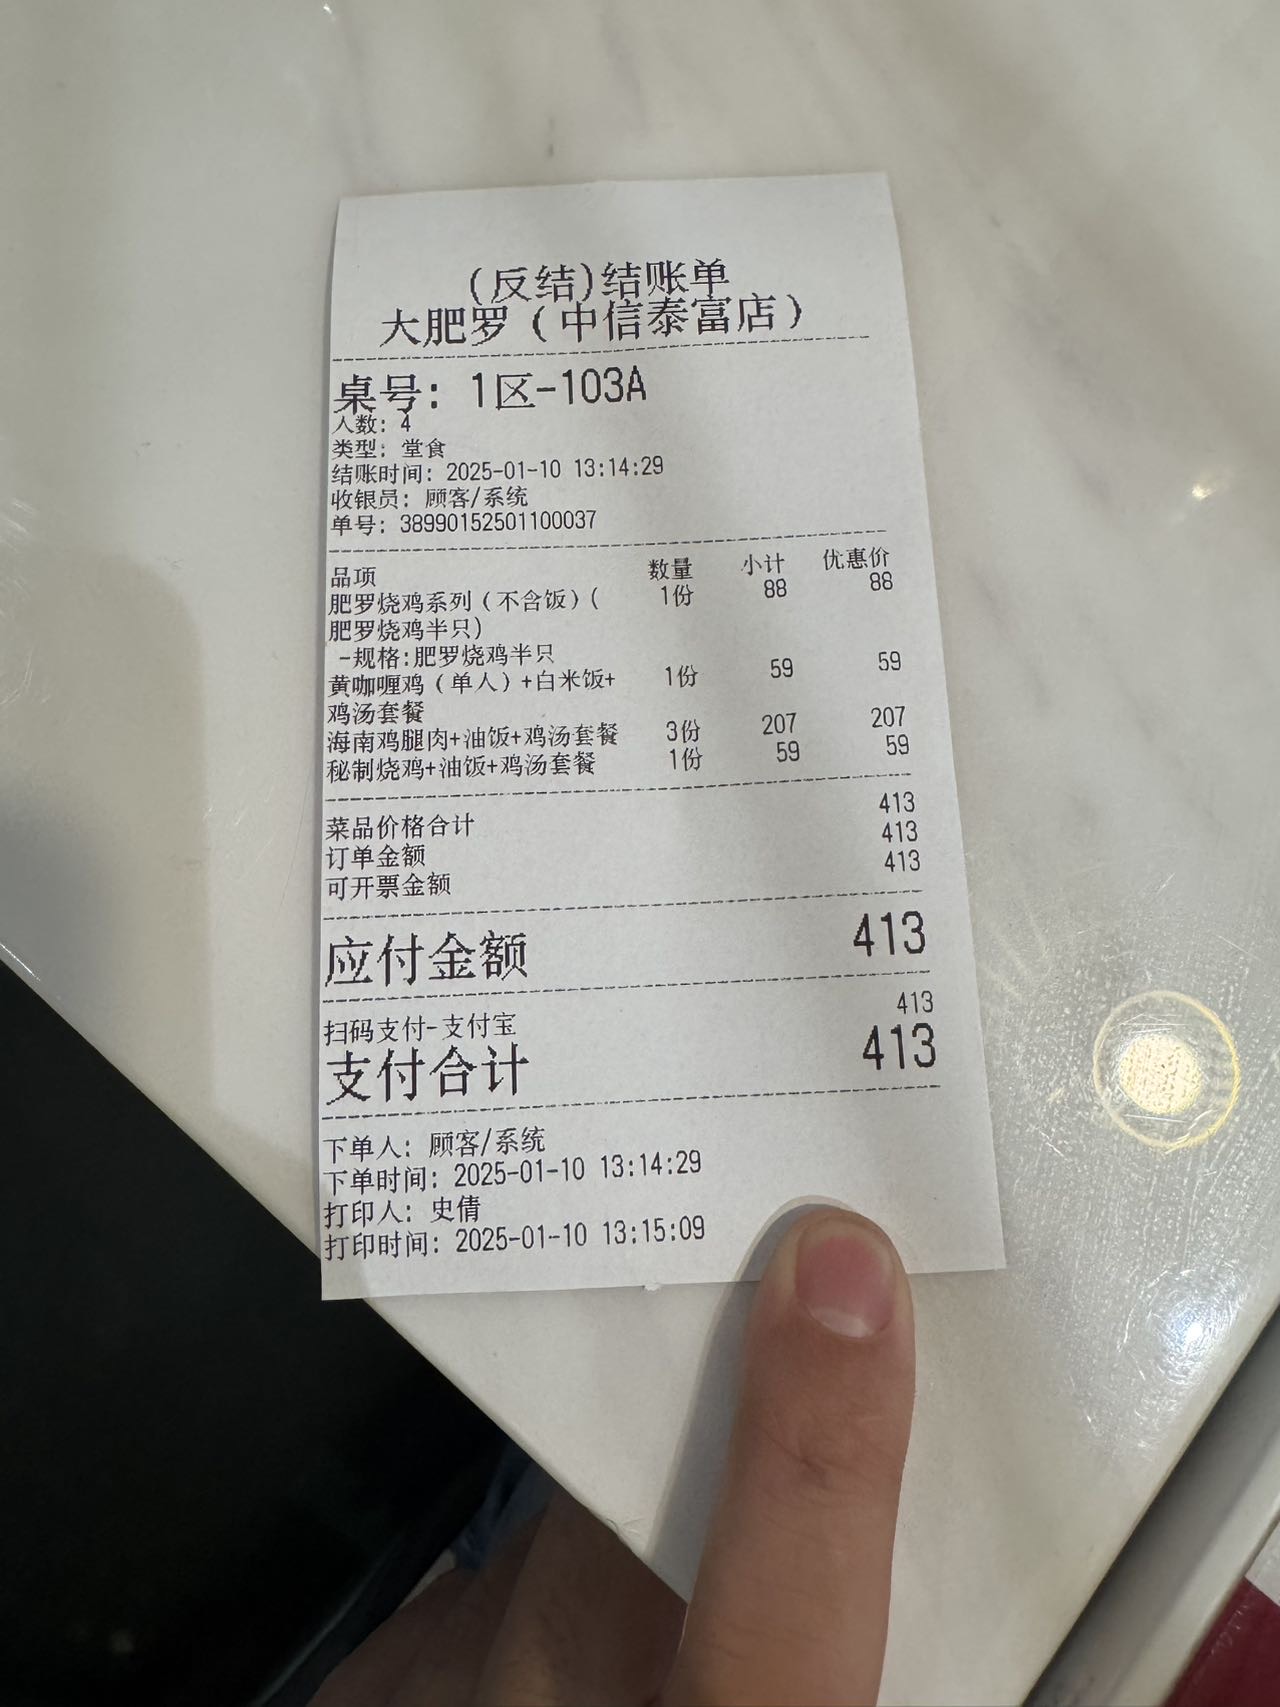 (反结)结账单
大肥罗（中信泰富店）
桌号: 1区-103A
人数: 4
类型: 堂食
结账时间: 2025-01-10 13:14:29
收银员: 顾客/系统
单号: 38990152501100037
品项 数量 小计 优惠价
肥罗烧鸡系列（不含饭）( 1份 88 88
肥罗烧鸡半只)
-规格:肥罗烧鸡半只
黄咖喱鸡（单人）+白米饭+ 1份 59 59
鸡汤套餐
海南鸡腿肉+油饭+鸡汤套餐 3份 207 207
秘制烧鸡+油饭+鸡汤套餐 1份 59 59
菜品价格合计 413
订单金额 413
可开票金额 413
应付金额 413
扫码支付-支付宝 413
支付合计 413
下单人: 顾客/系统
下单时间: 2025-01-10 13:14:29
打印人: 史倩
打印时间: 2025-01-10 13:15:09